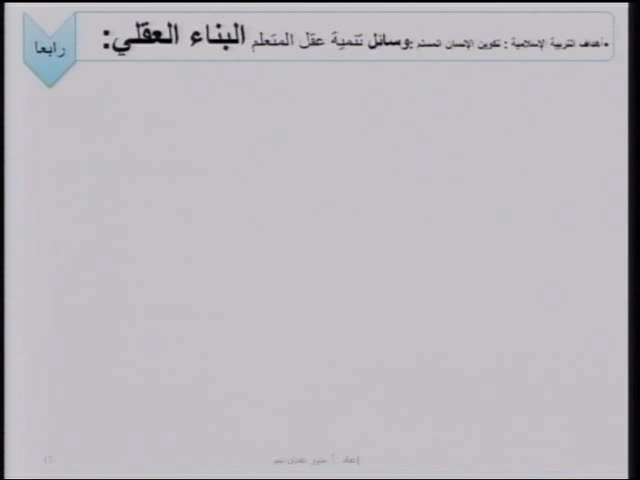 •أهداف التربية الإسلامية : تكوين الإنسان المسلم :وسائل تنمية عقل المتعلم البناء العقلي:
رابعا